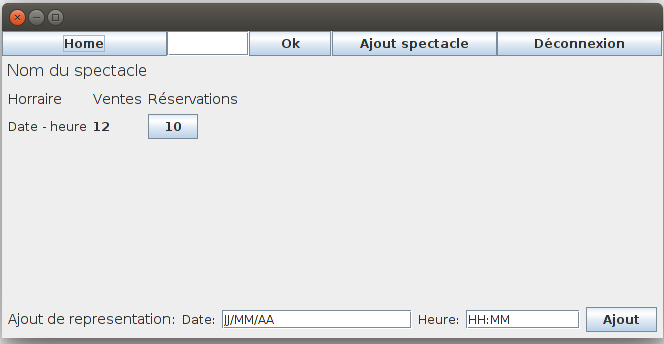 Home Ok Ajout spectacle Déconnexion
Nom du spectacle
Horraire Ventes Réservations
Date - heure 12 10
Ajout de representation: Date: JJ/MM/AA Heure: HH:MM Ajout